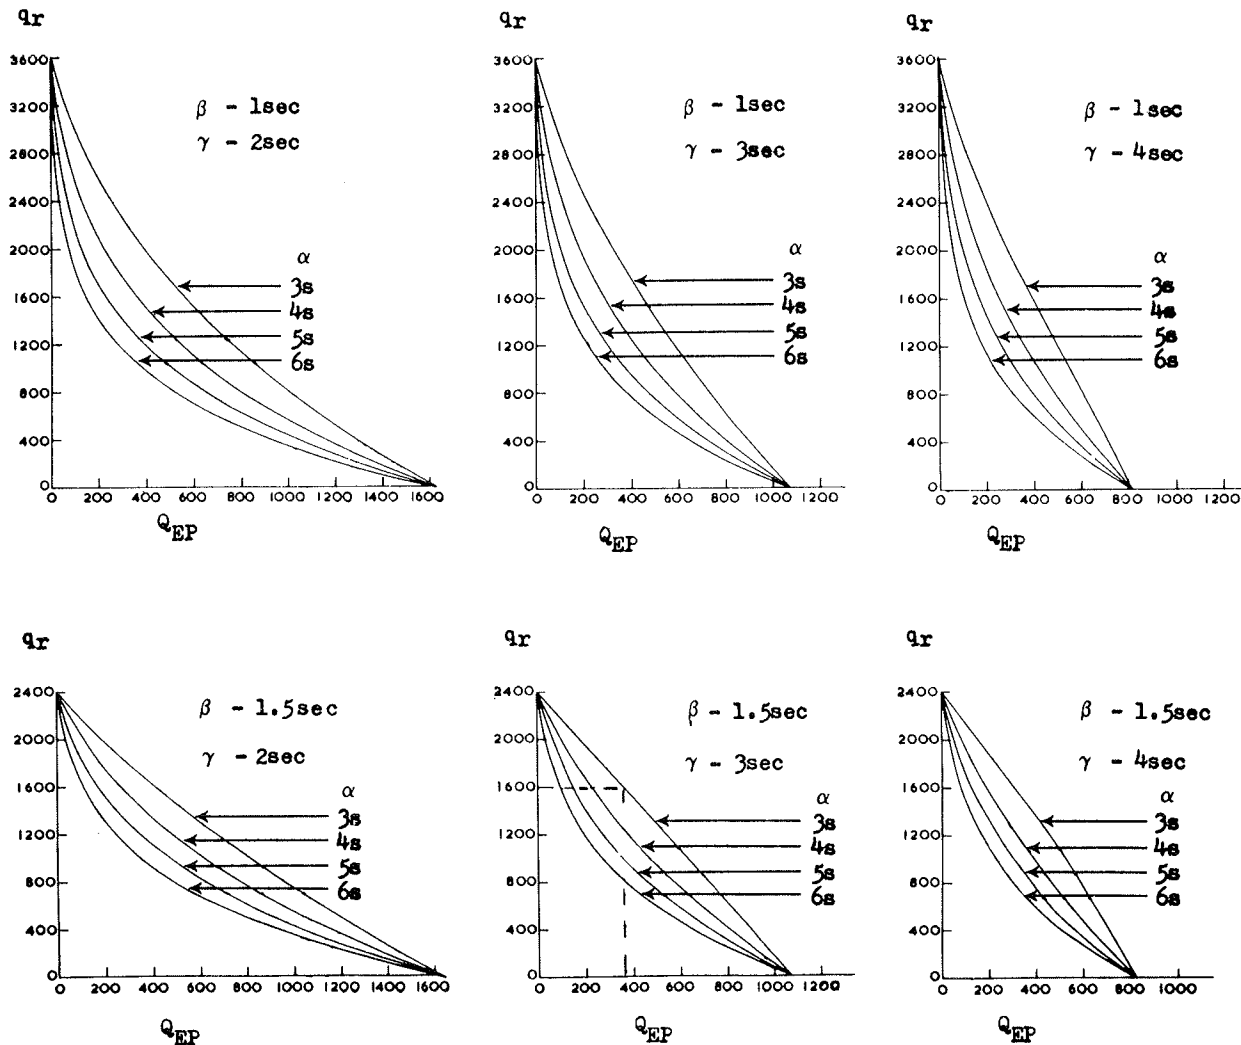 qr
3600
3200
2800
2400
2000
1600
1200
800
400
0
β - 1sec
γ - 2sec
α
3s
4s
5s
6s
0 200 400 600 800 1000 1200 1400 1600
QEP
qr
3600
3200
2800
2400
2000
1600
1200
800
400
0
β - 1sec
γ - 3sec
α
3s
4s
5s
6s
0 200 400 600 800 1000 1200
QEP
qr
3600
3200
2800
2400
2000
1600
1200
800
400
0
β - 1sec
γ - 4sec
α
3s
4s
5s
6s
0 200 400 600 800 1000 1200
QEP
qr
2400
2000
1600
1200
800
400
0
β - 1.5sec
γ - 2sec
α
3s
4s
5s
6s
0 200 400 600 800 1000 1200 1400 1600
QEP
qr
2400
2000
1600
1200
800
400
0
β - 1.5sec
γ - 3sec
α
3s
4s
5s
6s
0 200 400 600 800 1000 1200
QEP
qr
2400
2000
1600
1200
800
400
0
β - 1.5sec
γ - 4sec
α
3s
4s
5s
6s
0 200 400 600 800 1000
QEP